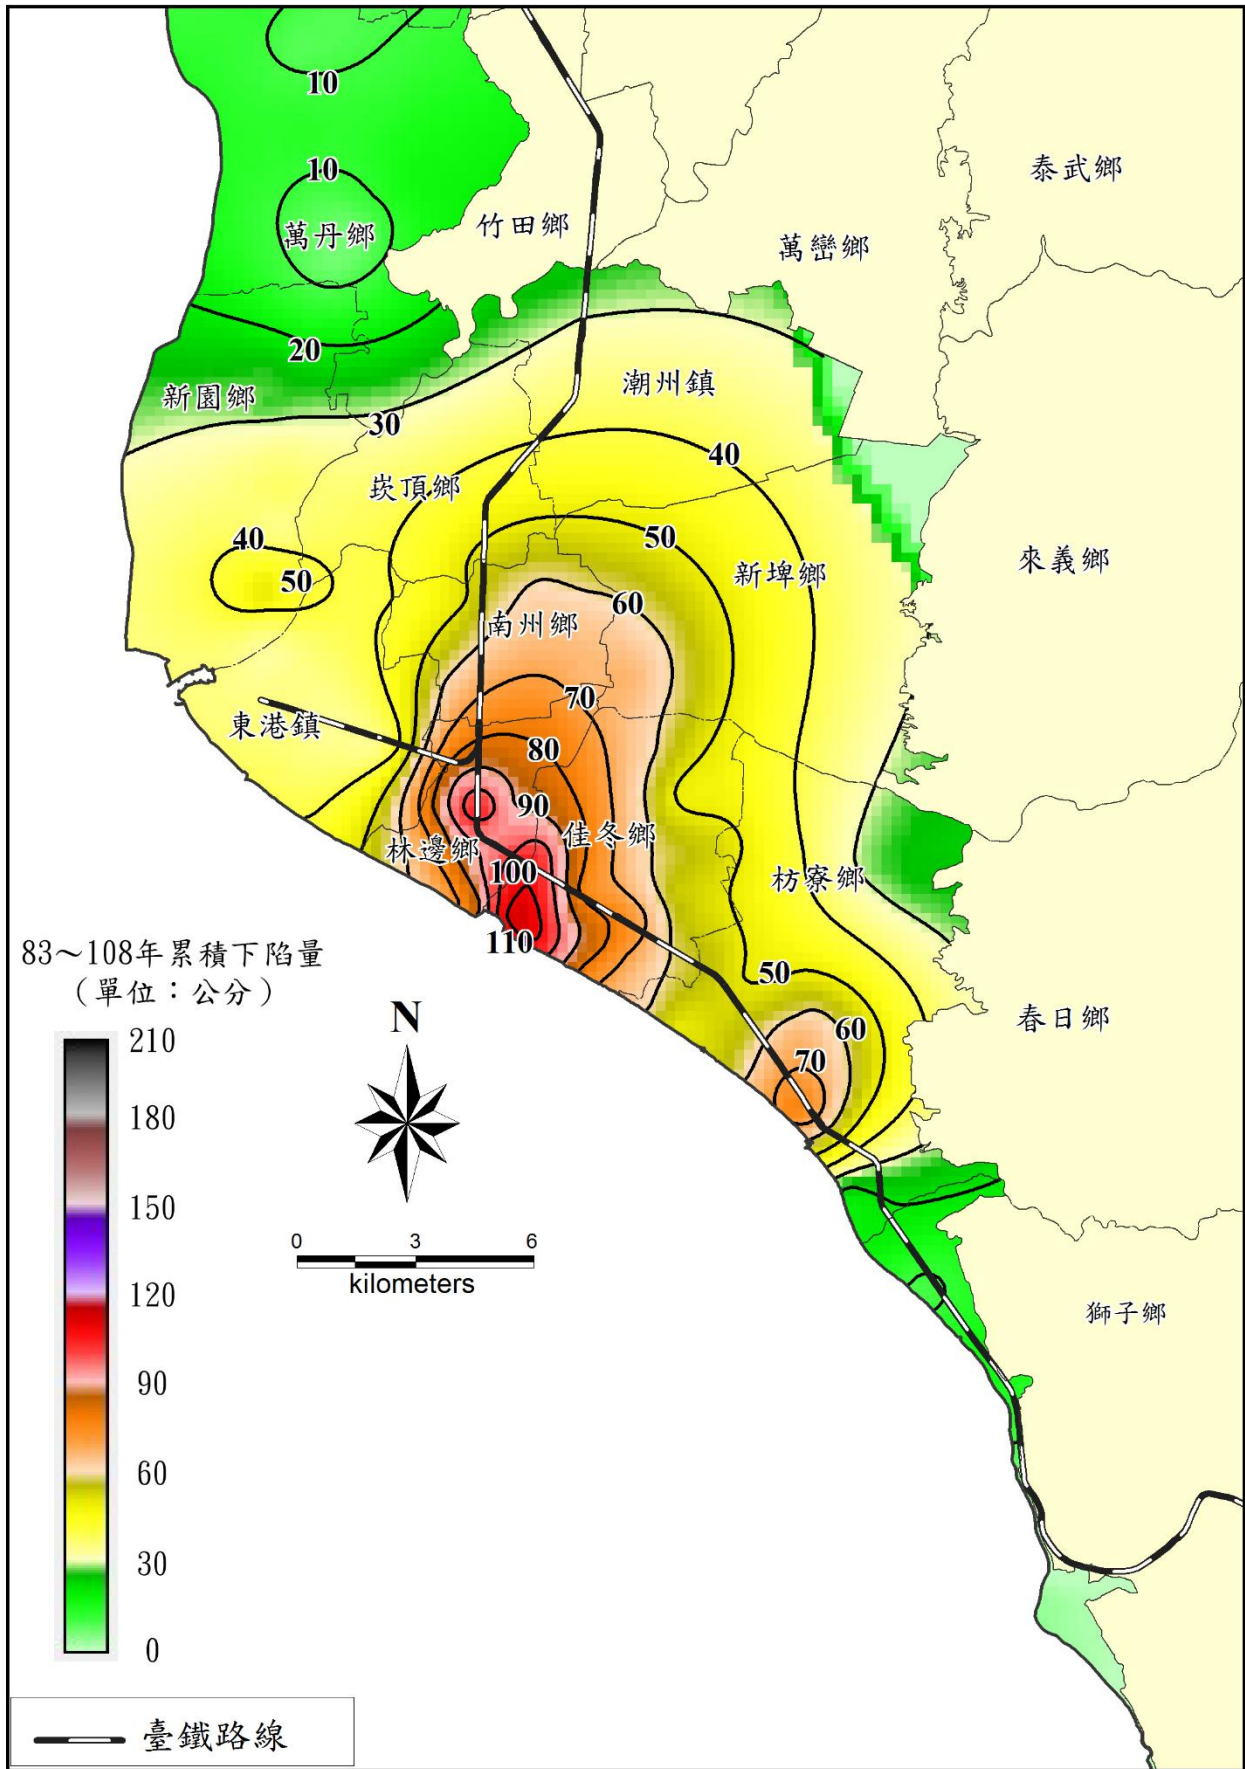 10
10
泰武鄉
竹田鄉
萬丹鄉
萬巒鄉
20
潮州鎮
新園鄉
30
40
崁頂鄉
40
50
50
新埤鄉
來義鄉
60
南州鄉
70
東港鎮
80
90
佳冬鄉
林邊鄉
100
枋寮鄉
110
50
60
春日鄉
70
83～108年累積下陷量
（單位：公分）
N
210
180
150
120
90
60
30
0
0 3 6
kilometers
獅子鄉
臺鐵路線